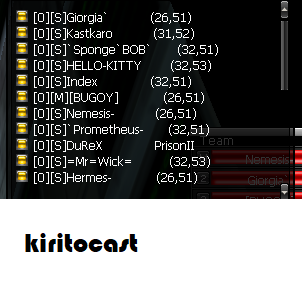 [0][S]Giorgia` (26,51)
[0][S]Kastkaro (31,52)
[0][S]`Sponge`BOB` (32,51)
[0][S]HELLO-KITTY (32,53)
[0][S]Index (32,51)
[0][M][BUGOY] (26,51)
[0][S]Nemesis- (26,51)
[0][S]`Prometheus- (32,51)
[0][S]DuReX PrisonII
[0][S]=Mr=Wick= (32,53)
[0][S]Hermes- (26,51)
Team
Nemesis-
2 Giorgia`
kiritocast